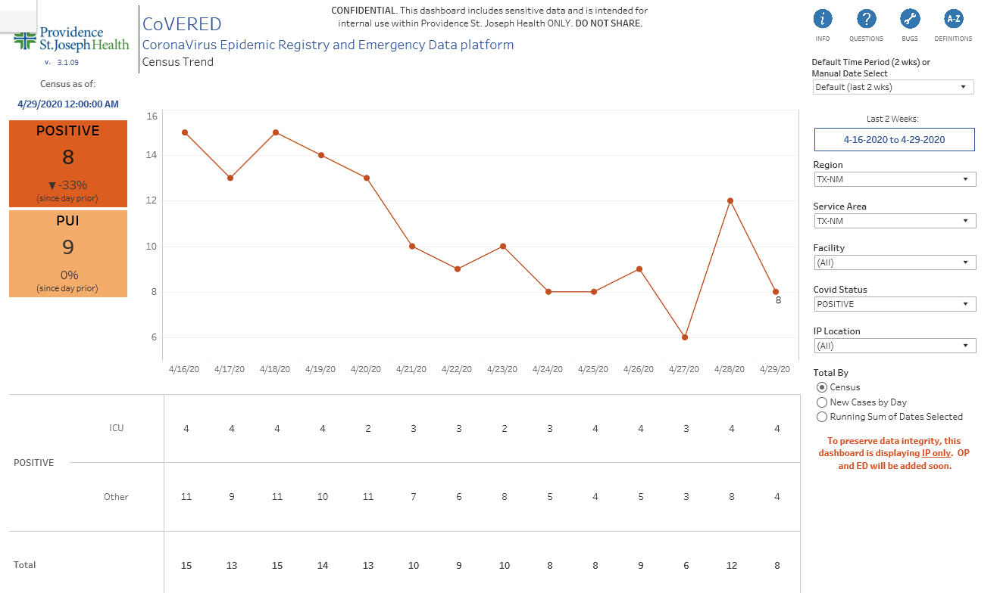 Providence
St.JosephHealth
v. 3.1.09
CoVERED
CoronaVirus Epidemic Registry and Emergency Data platform
Census Trend
CONFIDENTIAL. This dashboard includes sensitive data and is intended for
internal use within Providence St. Joseph Health ONLY. DO NOT SHARE.
i
?
A-Z
INFO
QUESTIONS
BUGS
DEFINITIONS
Census as of:
4/29/2020 12:00:00 AM
POSITIVE
8
▼-33%
(since day prior)
PUI
9
0%
(since day prior)
16
14
12
10
8
6
8
4/16/20 4/17/20 4/18/20 4/19/20 4/20/20 4/21/20 4/22/20 4/23/20 4/24/20 4/25/20 4/26/20 4/27/20 4/28/20 4/29/20
POSITIVE
ICU 4 4 4 4 2 3 3 2 3 4 4 3 4 4
Other 11 9 11 10 11 7 6 8 5 4 5 3 8 4
Total 15 13 15 14 13 10 9 10 8 8 9 6 12 8
Default Time Period (2 wks) or
Manual Date Select
Default (last 2 wks)
Last 2 Weeks:
4-16-2020 to 4-29-2020
Region
TX-NM
Service Area
TX-NM
Facility
(All)
Covid Status
POSITIVE
IP Location
(All)
Total By
Census
New Cases by Day
Running Sum of Dates Selected
To preserve data integrity, this
dashboard is displaying IP only. OP
and ED will be added soon.